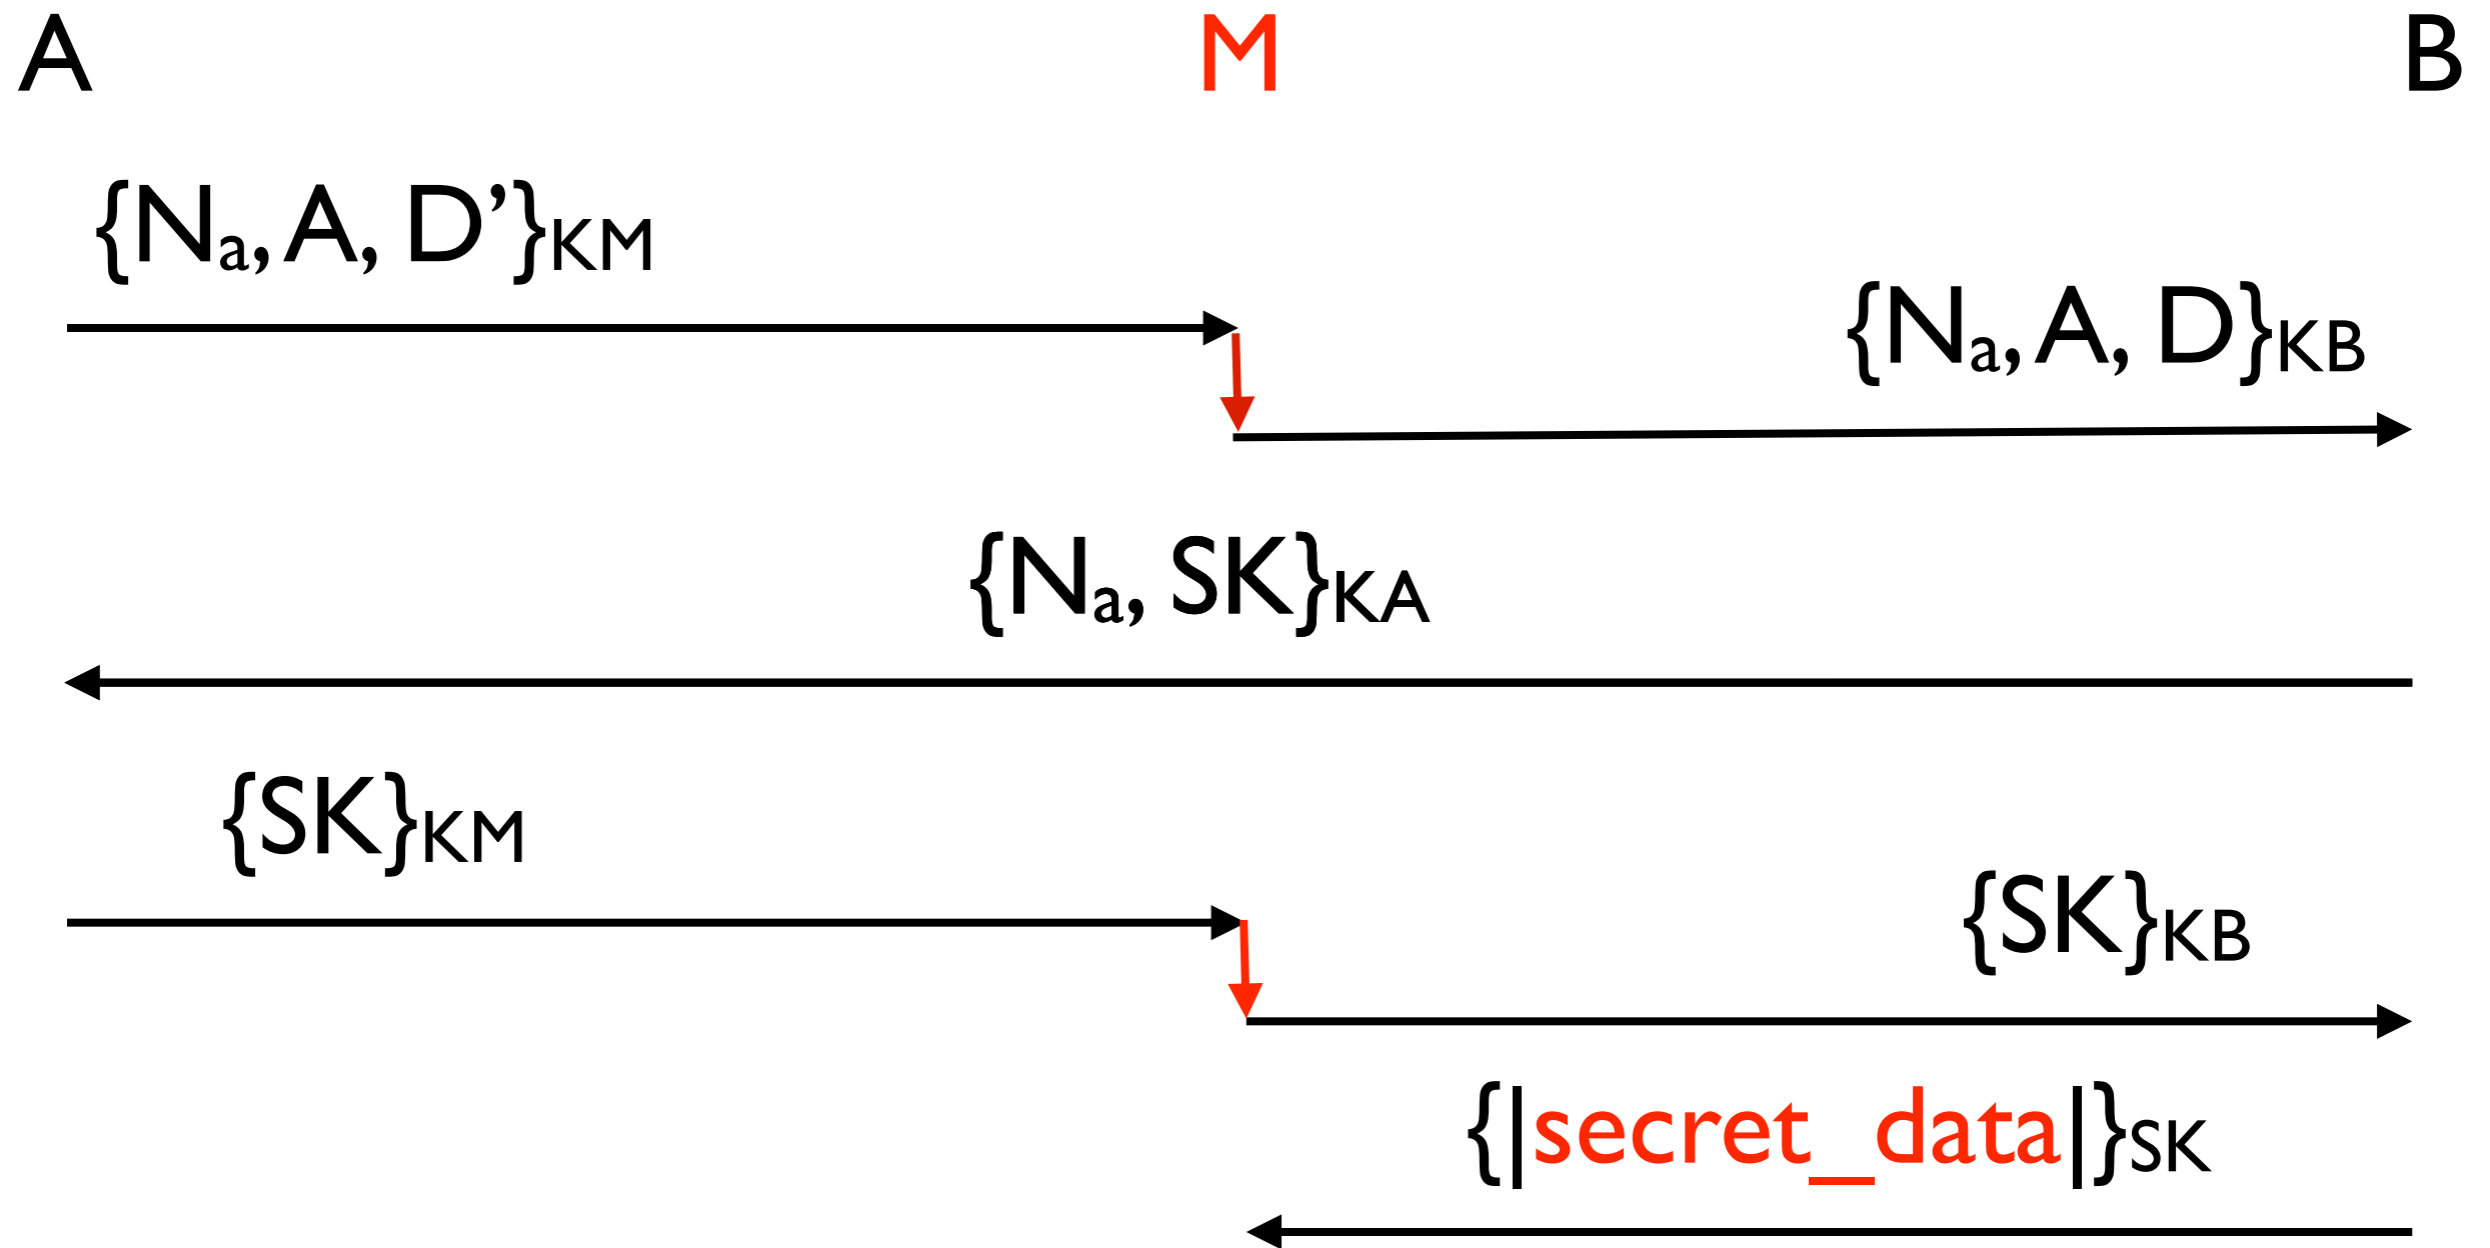 A M B
{Na, A, D’}KM
{Na, A, D}KB
{Na, SK}KA
{SK}KM
{SK}KB
{|secret_data|}SK